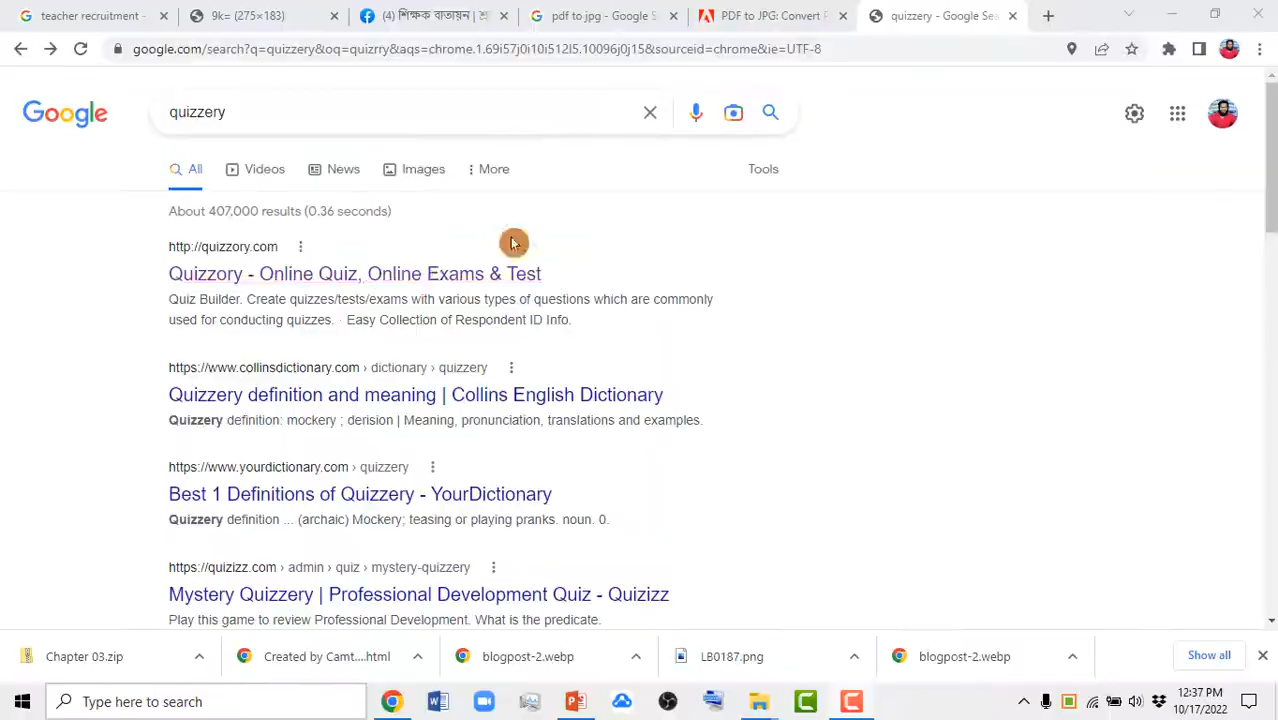 teacher recruitment -
9k= (275×183)
(4) শিক্ষক বাতায়ন |
pdf to jpg - Google S
PDF to JPG: Convert P
quizzery - Google Sea
google.com/search?q=quizzery&oq=quizrry&aqs=chrome.1.69i57j0i10i512l5.10096j0j15&sourceid=chrome&ie=UTF-8
Google
quizzery
All
Videos
News
Images
More
Tools
About 407,000 results (0.36 seconds)
http://quizzory.com
Quizzory - Online Quiz, Online Exams & Test
Quiz Builder. Create quizzes/tests/exams with various types of questions which are commonly
used for conducting quizzes. · Easy Collection of Respondent ID Info.
https://www.collinsdictionary.com › dictionary › quizzery
Quizzery definition and meaning | Collins English Dictionary
Quizzery definition: mockery ; derision | Meaning, pronunciation, translations and examples.
https://www.yourdictionary.com › quizzery
Best 1 Definitions of Quizzery - YourDictionary
Quizzery definition ... (archaic) Mockery; teasing or playing pranks. noun. 0.
https://quizizz.com › admin › quiz › mystery-quizzery
Mystery Quizzery | Professional Development Quiz - Quizizz
Play this game to review Professional Development. What is the predicate.
Chapter 03.zip
Created by Camt....html
blogpost-2.webp
LB0187.png
blogpost-2.webp
Show all
Type here to search
12:37 PM
10/17/2022